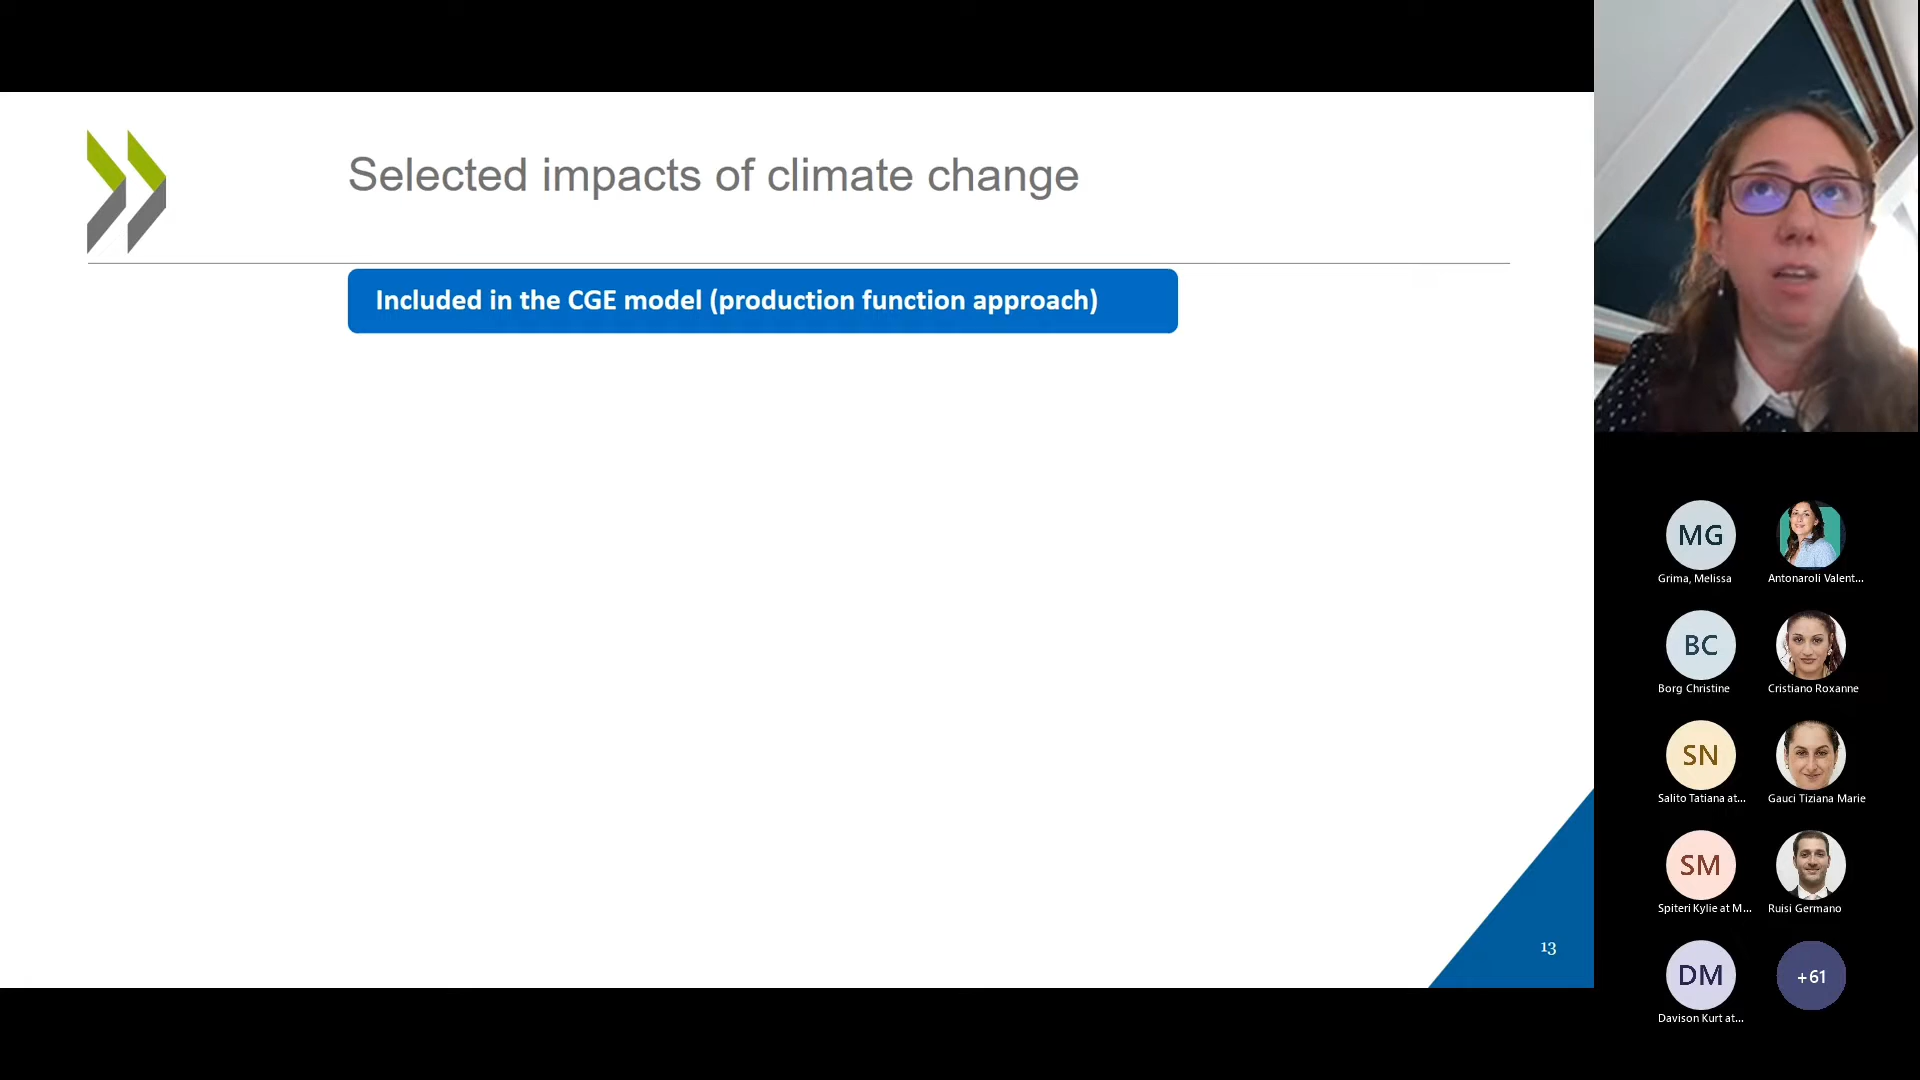 Selected impacts of climate change
Included in the CGE model (production function approach)
13
MG
Grima, Melissa
Antonaroli Valent...
BC
Borg Christine
Cristiano Roxanne
SN
Salito Tatiana at...
Gauci Tiziana Marie
SM
Spiteri Kylie at M...
Ruisi Germano
DM
Davison Kurt at...
+61